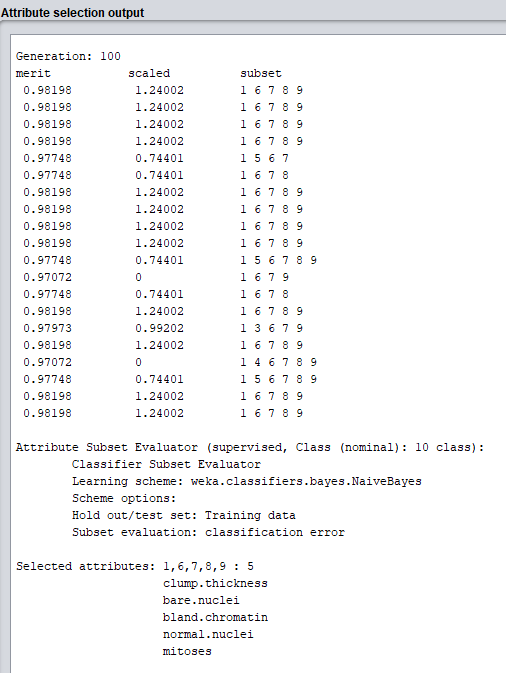 Attribute selection output
Generation: 100
merit scaled subset
0.98198 1.24002 1 6 7 8 9
0.98198 1.24002 1 6 7 8 9
0.98198 1.24002 1 6 7 8 9
0.98198 1.24002 1 6 7 8 9
0.97748 0.74401 1 5 6 7
0.97748 0.74401 1 6 7 8
0.98198 1.24002 1 6 7 8 9
0.98198 1.24002 1 6 7 8 9
0.98198 1.24002 1 6 7 8 9
0.98198 1.24002 1 6 7 8 9
0.97748 0.74401 1 5 6 7 8 9
0.97072 0 1 6 7 9
0.97748 0.74401 1 6 7 8
0.98198 1.24002 1 6 7 8 9
0.97973 0.99202 1 3 6 7 9
0.98198 1.24002 1 6 7 8 9
0.97072 0 1 4 6 7 8 9
0.97748 0.74401 1 5 6 7 8 9
0.98198 1.24002 1 6 7 8 9
0.98198 1.24002 1 6 7 8 9
Attribute Subset Evaluator (supervised, Class (nominal): 10 class):
Classifier Subset Evaluator
Learning scheme: weka.classifiers.bayes.NaiveBayes
Scheme options:
Hold out/test set: Training data
Subset evaluation: classification error
Selected attributes: 1,6,7,8,9 : 5
clump.thickness
bare.nuclei
bland.chromatin
normal.nuclei
mitoses